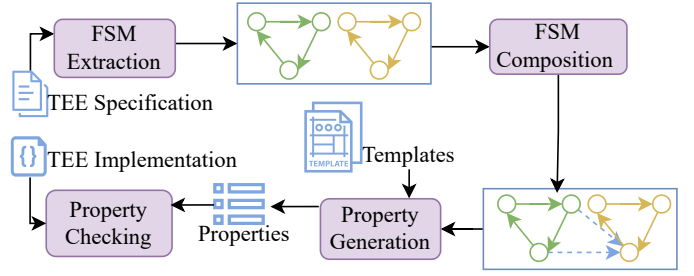 FSM
Extraction
FSM
Composition
TEE Specification
TEE Implementation
TEMPLATE
Templates
Property
Checking
Properties
Property
Generation